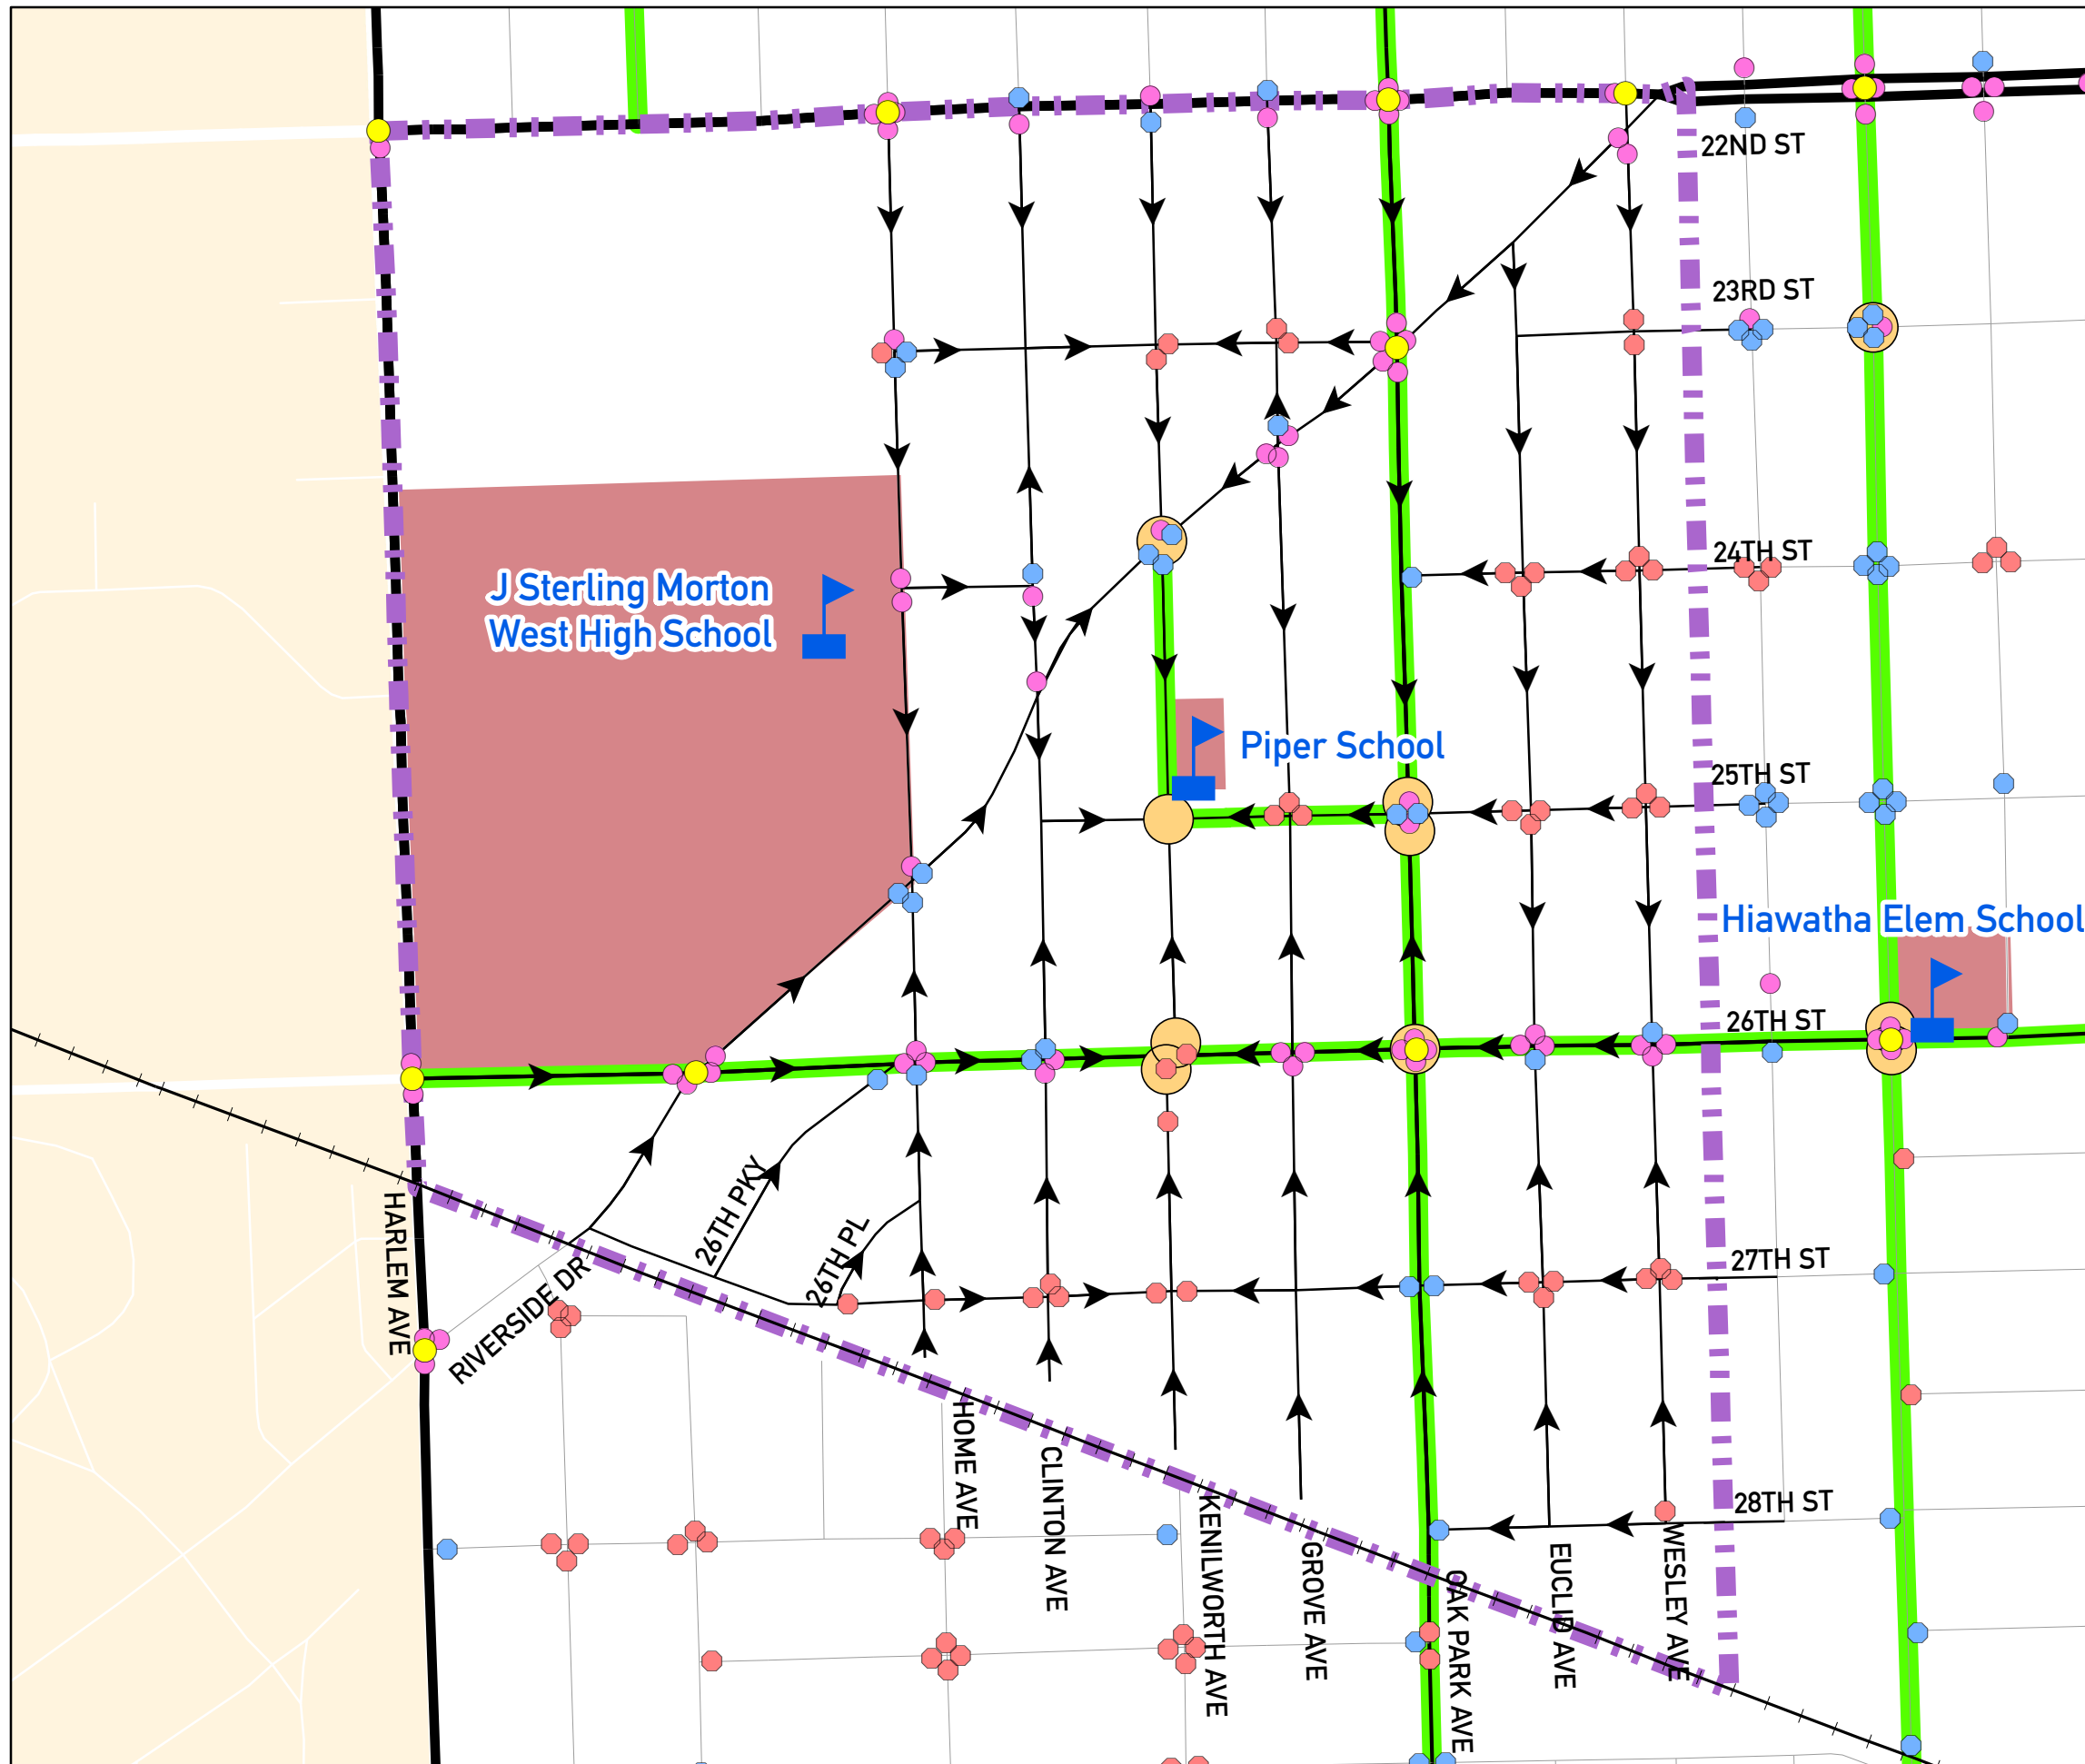 22ND ST
23RD ST
24TH ST
J Sterling Morton
West High School
Piper School
25TH ST
Hiawatha Elem School
26TH ST
26TH PKY
26TH PL
27TH ST
HARLEM AVE
RIVERSIDE DR
HOME AVE
CLINTON AVE
KENILWORTH AVE
GROVE AVE
OAK PARK AVE
EUCLID AVE
WESLEY AVE
28TH ST